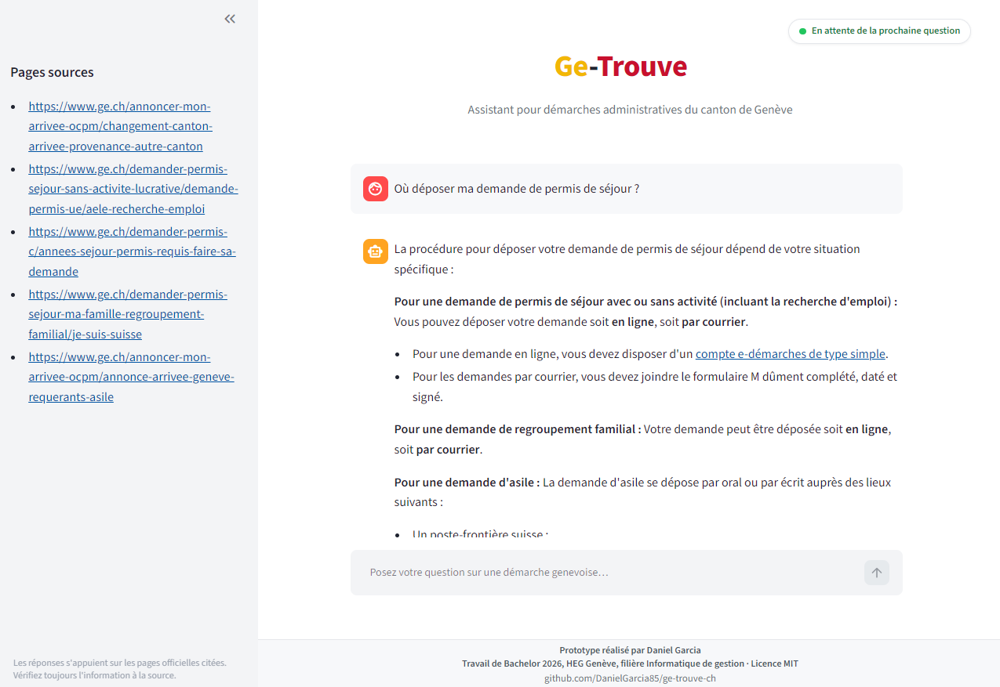 Pages sources
https://www.ge.ch/annoncer-mon-
arrivee-ocpm/changement-canton-
arrivee-provenance-autre-canton
https://www.ge.ch/demander-permis-
sejour-sans-activite-lucrative/demande-
permis-ue/aele-recherche-emploi
https://www.ge.ch/demander-permis-
c/annees-sejour-permis-requis-faire-sa-
demande
https://www.ge.ch/demander-permis-
sejour-ma-famille-regroupement-
familial/je-suis-suisse
https://www.ge.ch/annoncer-mon-
arrivee-ocpm/annonce-arrivee-geneve-
requerants-asile
Les réponses s'appuient sur les pages officielles citées.
Vérifiez toujours l'information à la source.
En attente de la prochaine question
Ge-Trouve
Assistant pour démarches administratives du canton de Genève
Où déposer ma demande de permis de séjour ?
La procédure pour déposer votre demande de permis de séjour dépend de votre situation
spécifique :
Pour une demande de permis de séjour avec ou sans activité (incluant la recherche d'emploi) :
Vous pouvez déposer votre demande soit en ligne, soit par courrier.
Pour une demande en ligne, vous devez disposer d'un compte e-démarches de type simple.
Pour les demandes par courrier, vous devez joindre le formulaire M dûment complété, daté et
signé.
Pour une demande de regroupement familial : Votre demande peut être déposée soit en ligne,
soit par courrier.
Pour une demande d'asile : La demande d'asile se dépose par oral ou par écrit auprès des lieux
suivants :
Un poste-frontière suisse ;
Posez votre question sur une démarche genevoise…
Prototype réalisé par Daniel Garcia
Travail de Bachelor 2026, HEG Genève, filière Informatique de gestion · Licence MIT
github.com/DanielGarcia85/ge-trouve-ch